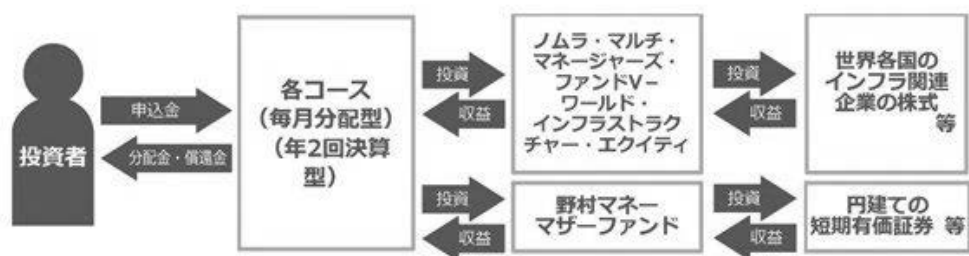 投資者
申込金
分配金・償還金
各コース
(毎月分配型)
(年2回決算
型)
投資
収益
ノムラ・マルチ・
マネージャーズ・
ファンドV－
ワールド・
インフラストラク
チャー・エクイティ
投資
収益
世界各国の
インフラ関連
企業の株式
等
投資
収益
野村マネー
マザーファンド
投資
収益
円建ての
短期有価証券 等